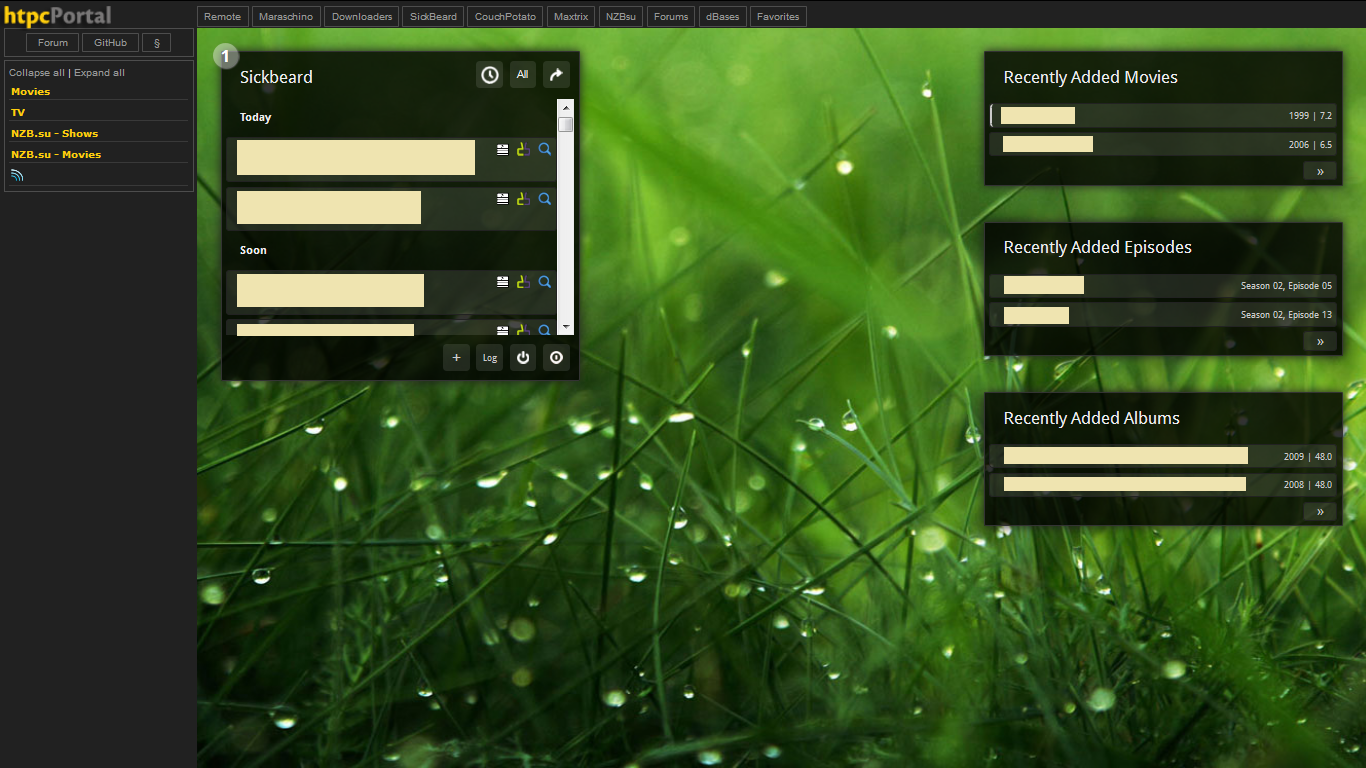 htpcPortal
Remote Maraschino Downloaders SickBeard CouchPotato Maxtrix NZBsu Forums dBases Favorites
Forum GitHub §
Collapse all | Expand all
Movies
TV
NZB.su - Shows
NZB.su - Movies
1
Sickbeard
All
Today
Soon
+ Log
Recently Added Movies
1999 | 7.2
2006 | 6.5
»
Recently Added Episodes
Season 02, Episode 05
Season 02, Episode 13
»
Recently Added Albums
2009 | 48.0
2008 | 48.0
»